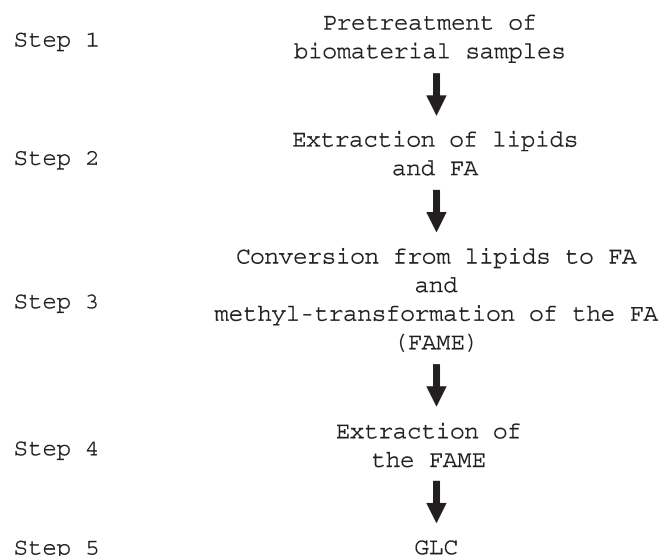 Step 1
Pretreatment of
biomaterial samples
Step 2
Extraction of lipids
and FA
Step 3
Conversion from lipids to FA
and
methyl-transformation of the FA
(FAME)
Step 4
Extraction of
the FAME
Step 5
GLC